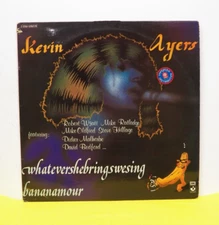 Kevin Ayers
featuring:
Robert Wyatt Mike Ratledge
Mike Oldfield Steve Hillage
Didier Malherbe
David Bedford ...
whatevershebringswesing
bananamour